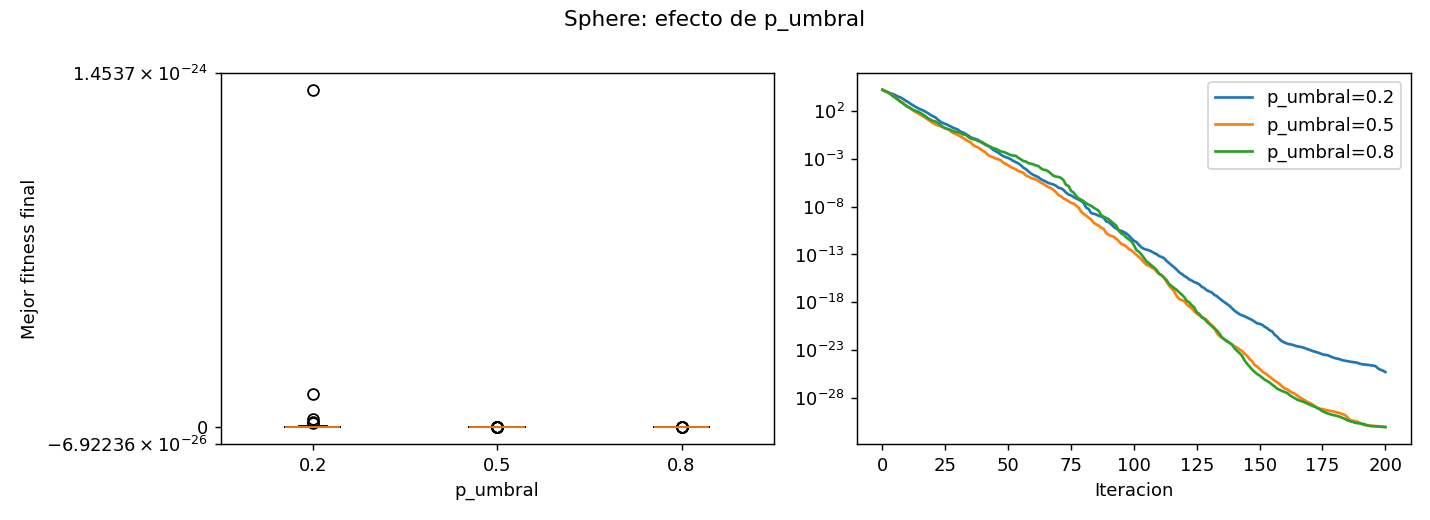 Sphere: efecto de p_umbral
Mejor fitness final
1.4537 × 10⁻²⁴
0
−6.92236 × 10⁻²⁶
0.2 0.5 0.8
p_umbral
10²
10⁻³
10⁻⁸
10⁻¹³
10⁻¹⁸
10⁻²³
10⁻²⁸
p_umbral=0.2
p_umbral=0.5
p_umbral=0.8
0 25 50 75 100 125 150 175 200
Iteracion